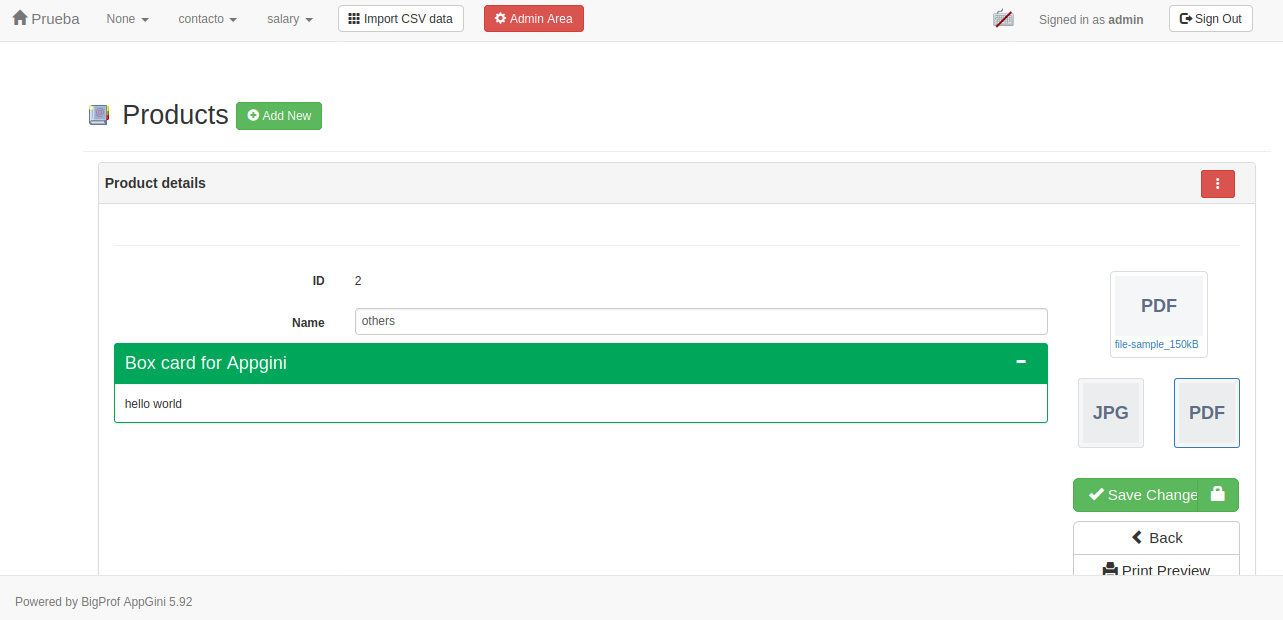 Prueba None contacto salary Import CSV data Admin Area Signed in as admin Sign Out
Products Add New
Product details
ID 2
Name others
Box card for Appgini
hello world
PDF
file-sample_150kB
JPG PDF
Save Change
Back
Print Preview
Powered by BigProf AppGini 5.92